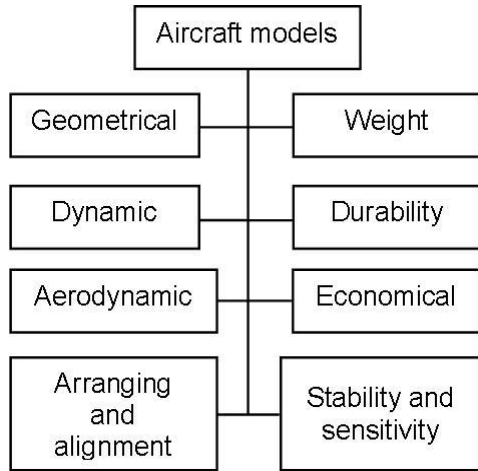 Aircraft models
Geometrical
Weight
Dynamic
Durability
Aerodynamic
Economical
Arranging
and
alignment
Stability and
sensitivity